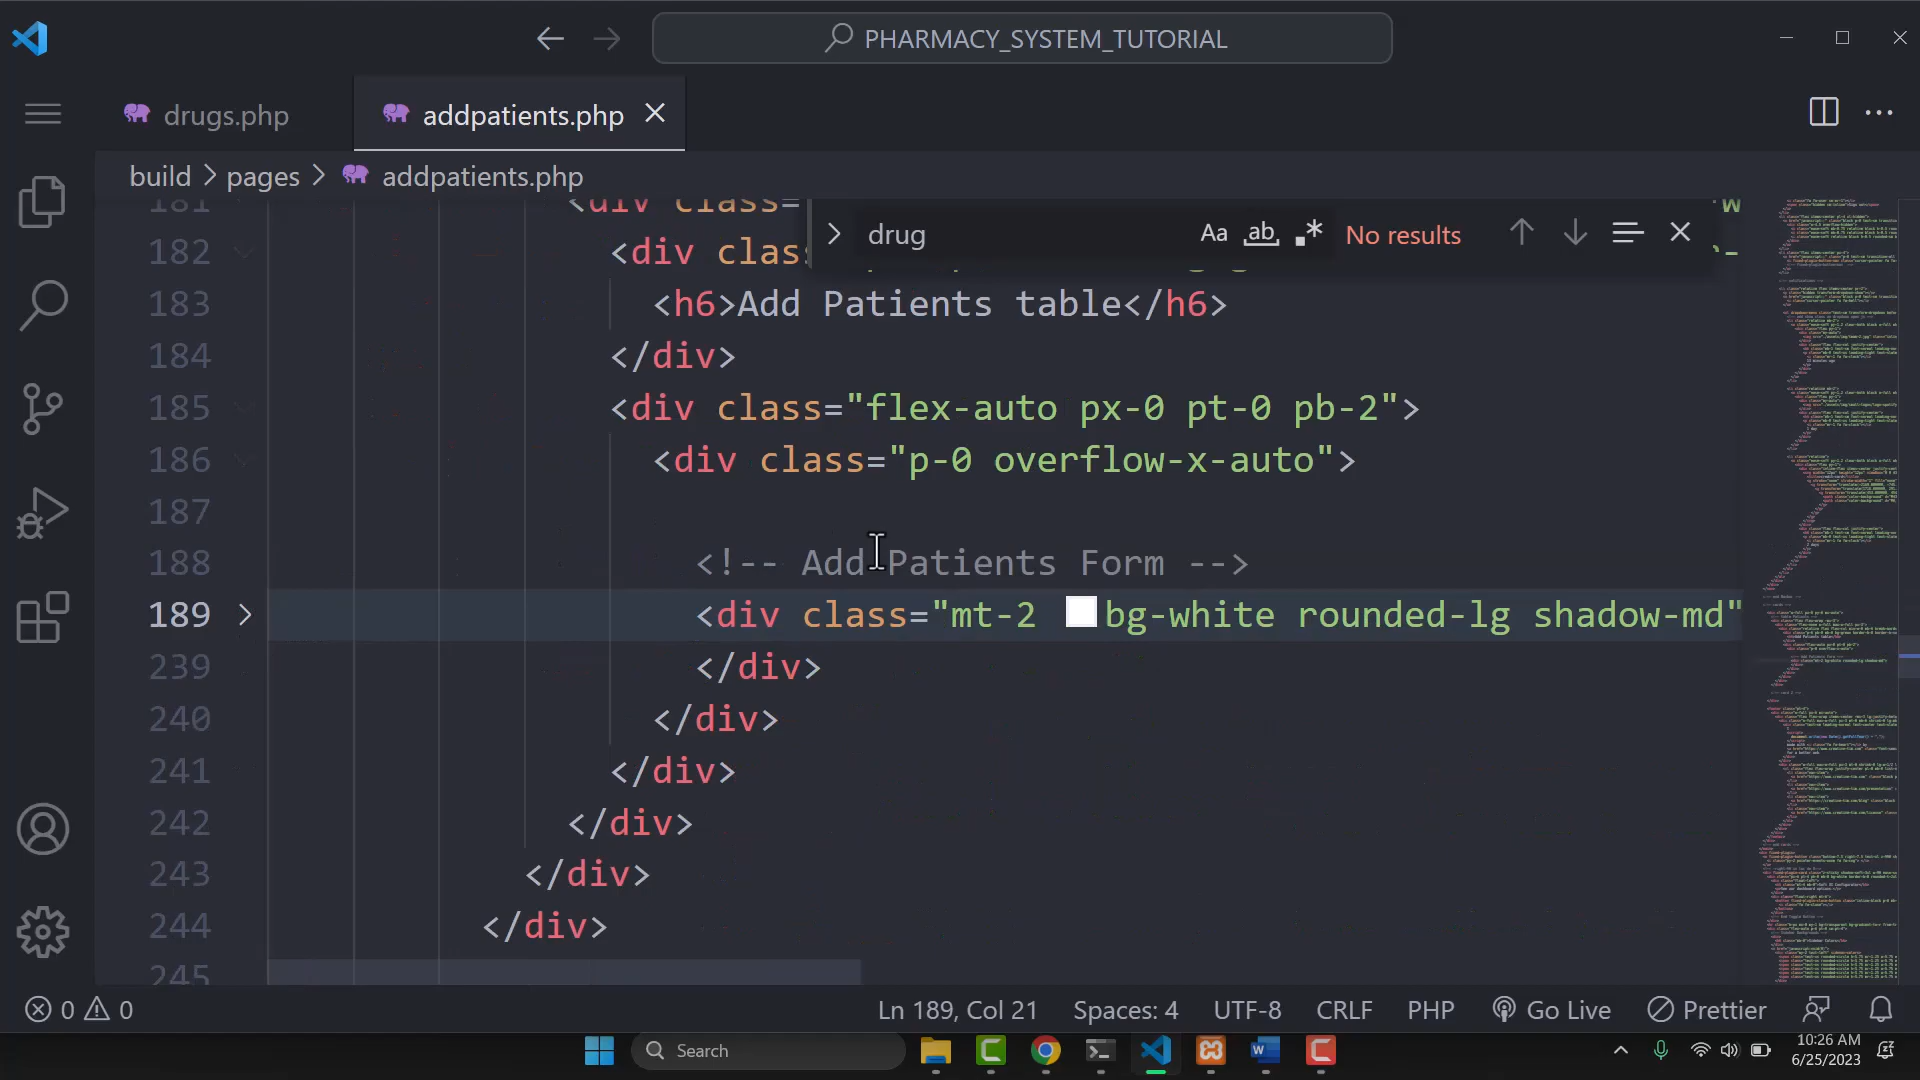 PHARMACY_SYSTEM_TUTORIAL
drugs.php
addpatients.php
build > pages > addpatients.php
181 <div class=
drug
Aa ab .* No results
182 <div clas
183 <h6>Add Patients table</h6>
184 </div>
185 <div class="flex-auto px-0 pt-0 pb-2">
186 <div class="p-0 overflow-x-auto">
187
188 <!-- Add Patients Form -->
189 <div class="mt-2 bg-white rounded-lg shadow-md"
239 </div>
240 </div>
241 </div>
242 </div>
243 </div>
244 </div>
245
0 0
Ln 189, Col 21
Spaces: 4
UTF-8
CRLF
PHP
Go Live
Prettier
Search
10:26 AM
6/25/2023